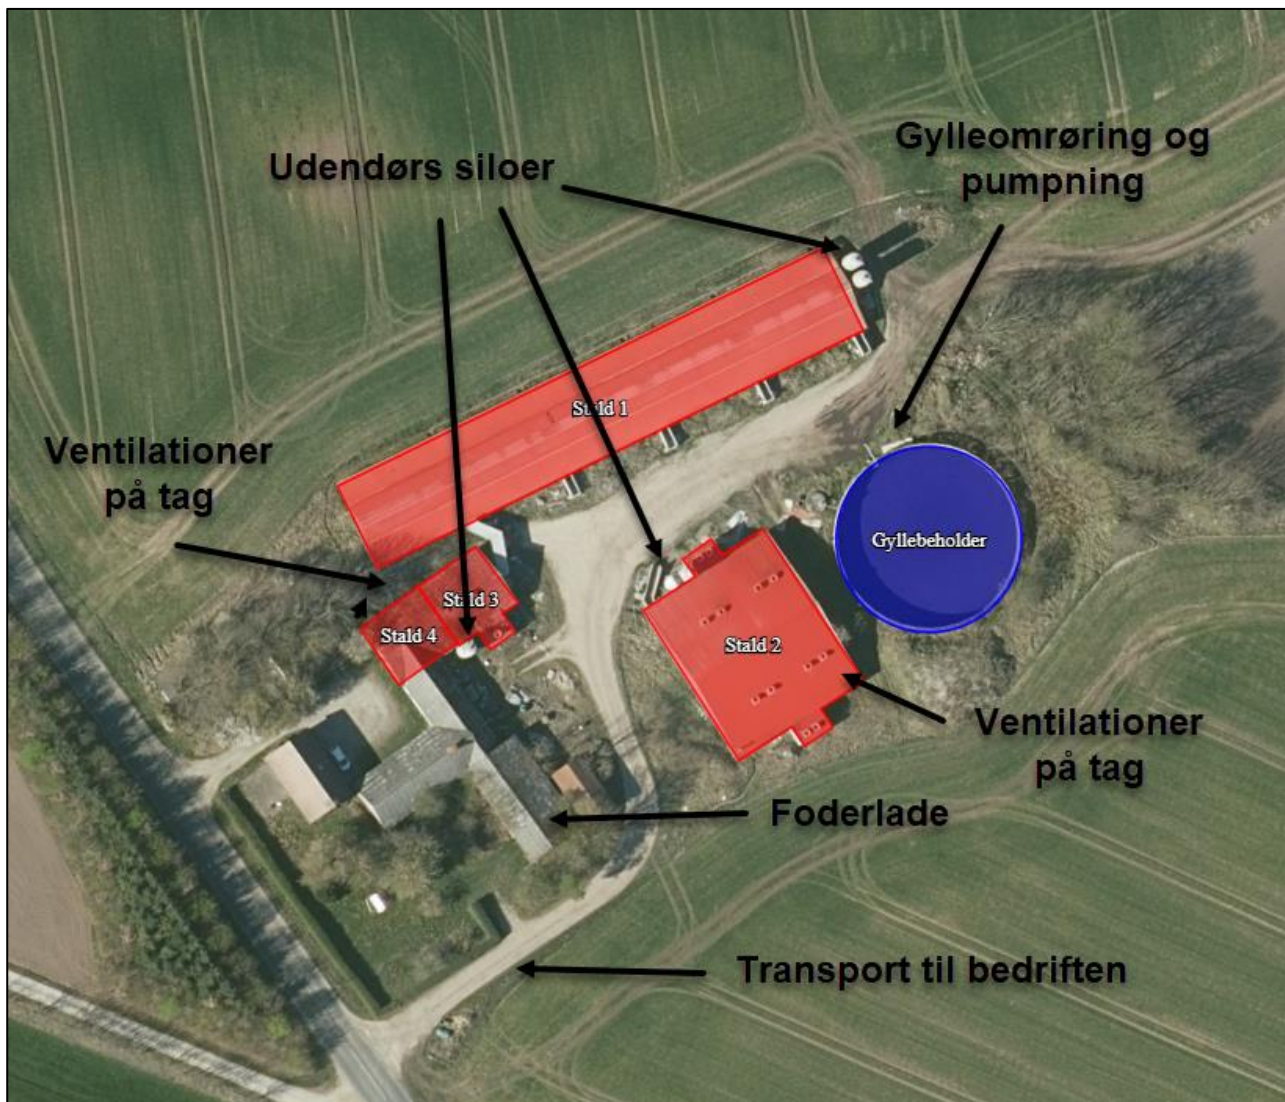 Gylleomrøring og
pumpning
Udendørs siloer
Stald 1
Ventilationer
på tag
Gyllebeholder
Stald 3
Stald 4
Stald 2
Ventilationer
på tag
Foderlade
Transport til bedriften